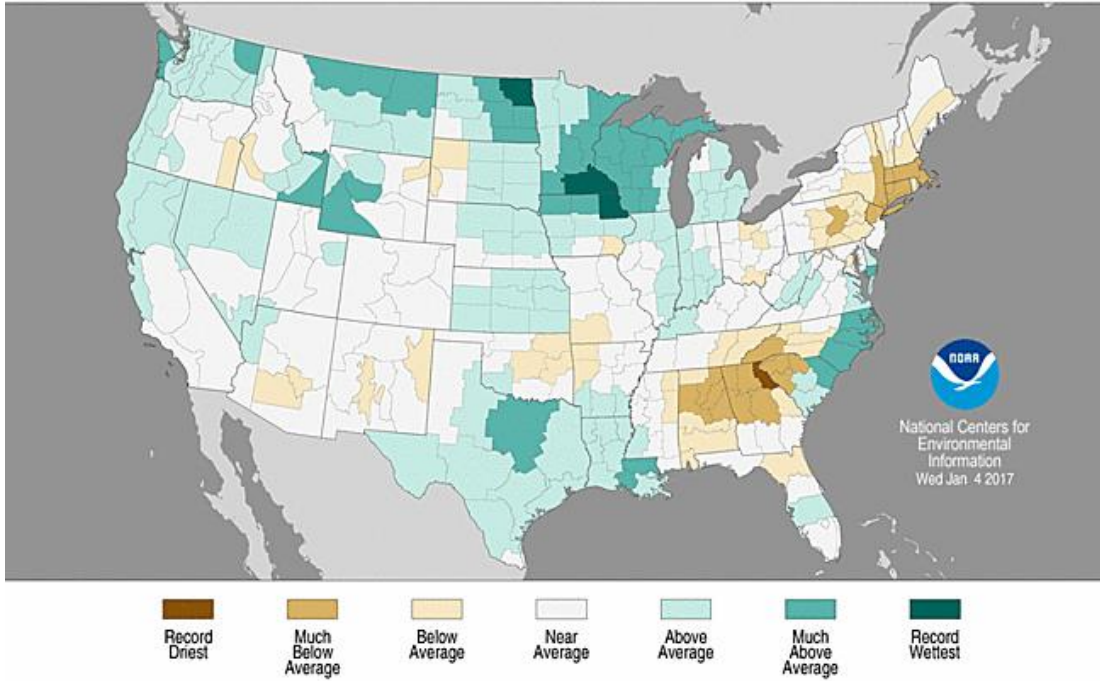 NOAA
National Centers for
Environmental
Information
Wed Jan 4 2017
Record
Driest
Much
Below
Average
Below
Average
Near
Average
Above
Average
Much
Above
Average
Record
Wettest